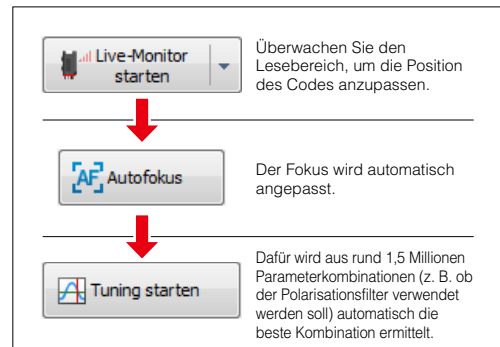 Live-Monitor
starten
Überwachen Sie den
Lesebereich, um die Position
des Codes anzupassen.
AF Autofokus
Der Fokus wird automatisch
angepasst.
Tuning starten
Dafür wird aus rund 1,5 Millionen
Parameterkombinationen (z. B. ob
der Polarisationsfilter verwendet
werden soll) automatisch die
beste Kombination ermittelt.